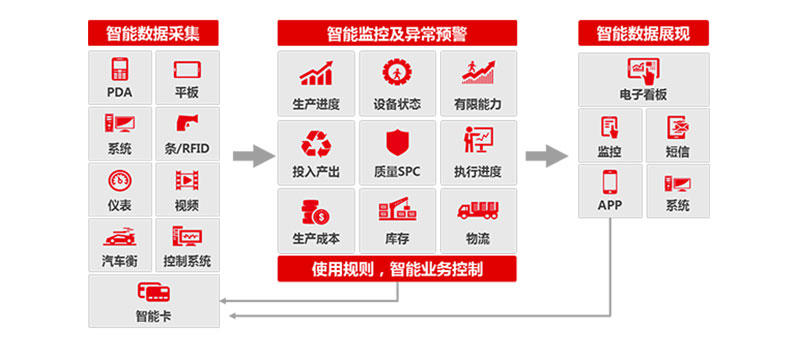 智能数据采集
PDA
平板
系统
条/RFID
仪表
视频
汽车衡
控制系统
智能卡
智能监控及异常预警
生产进度
设备状态
有限能力
投入产出
质量SPC
执行进度
生产成本
库存
物流
使用规则，智能业务控制
智能数据展现
电子看板
监控
短信
APP
系统